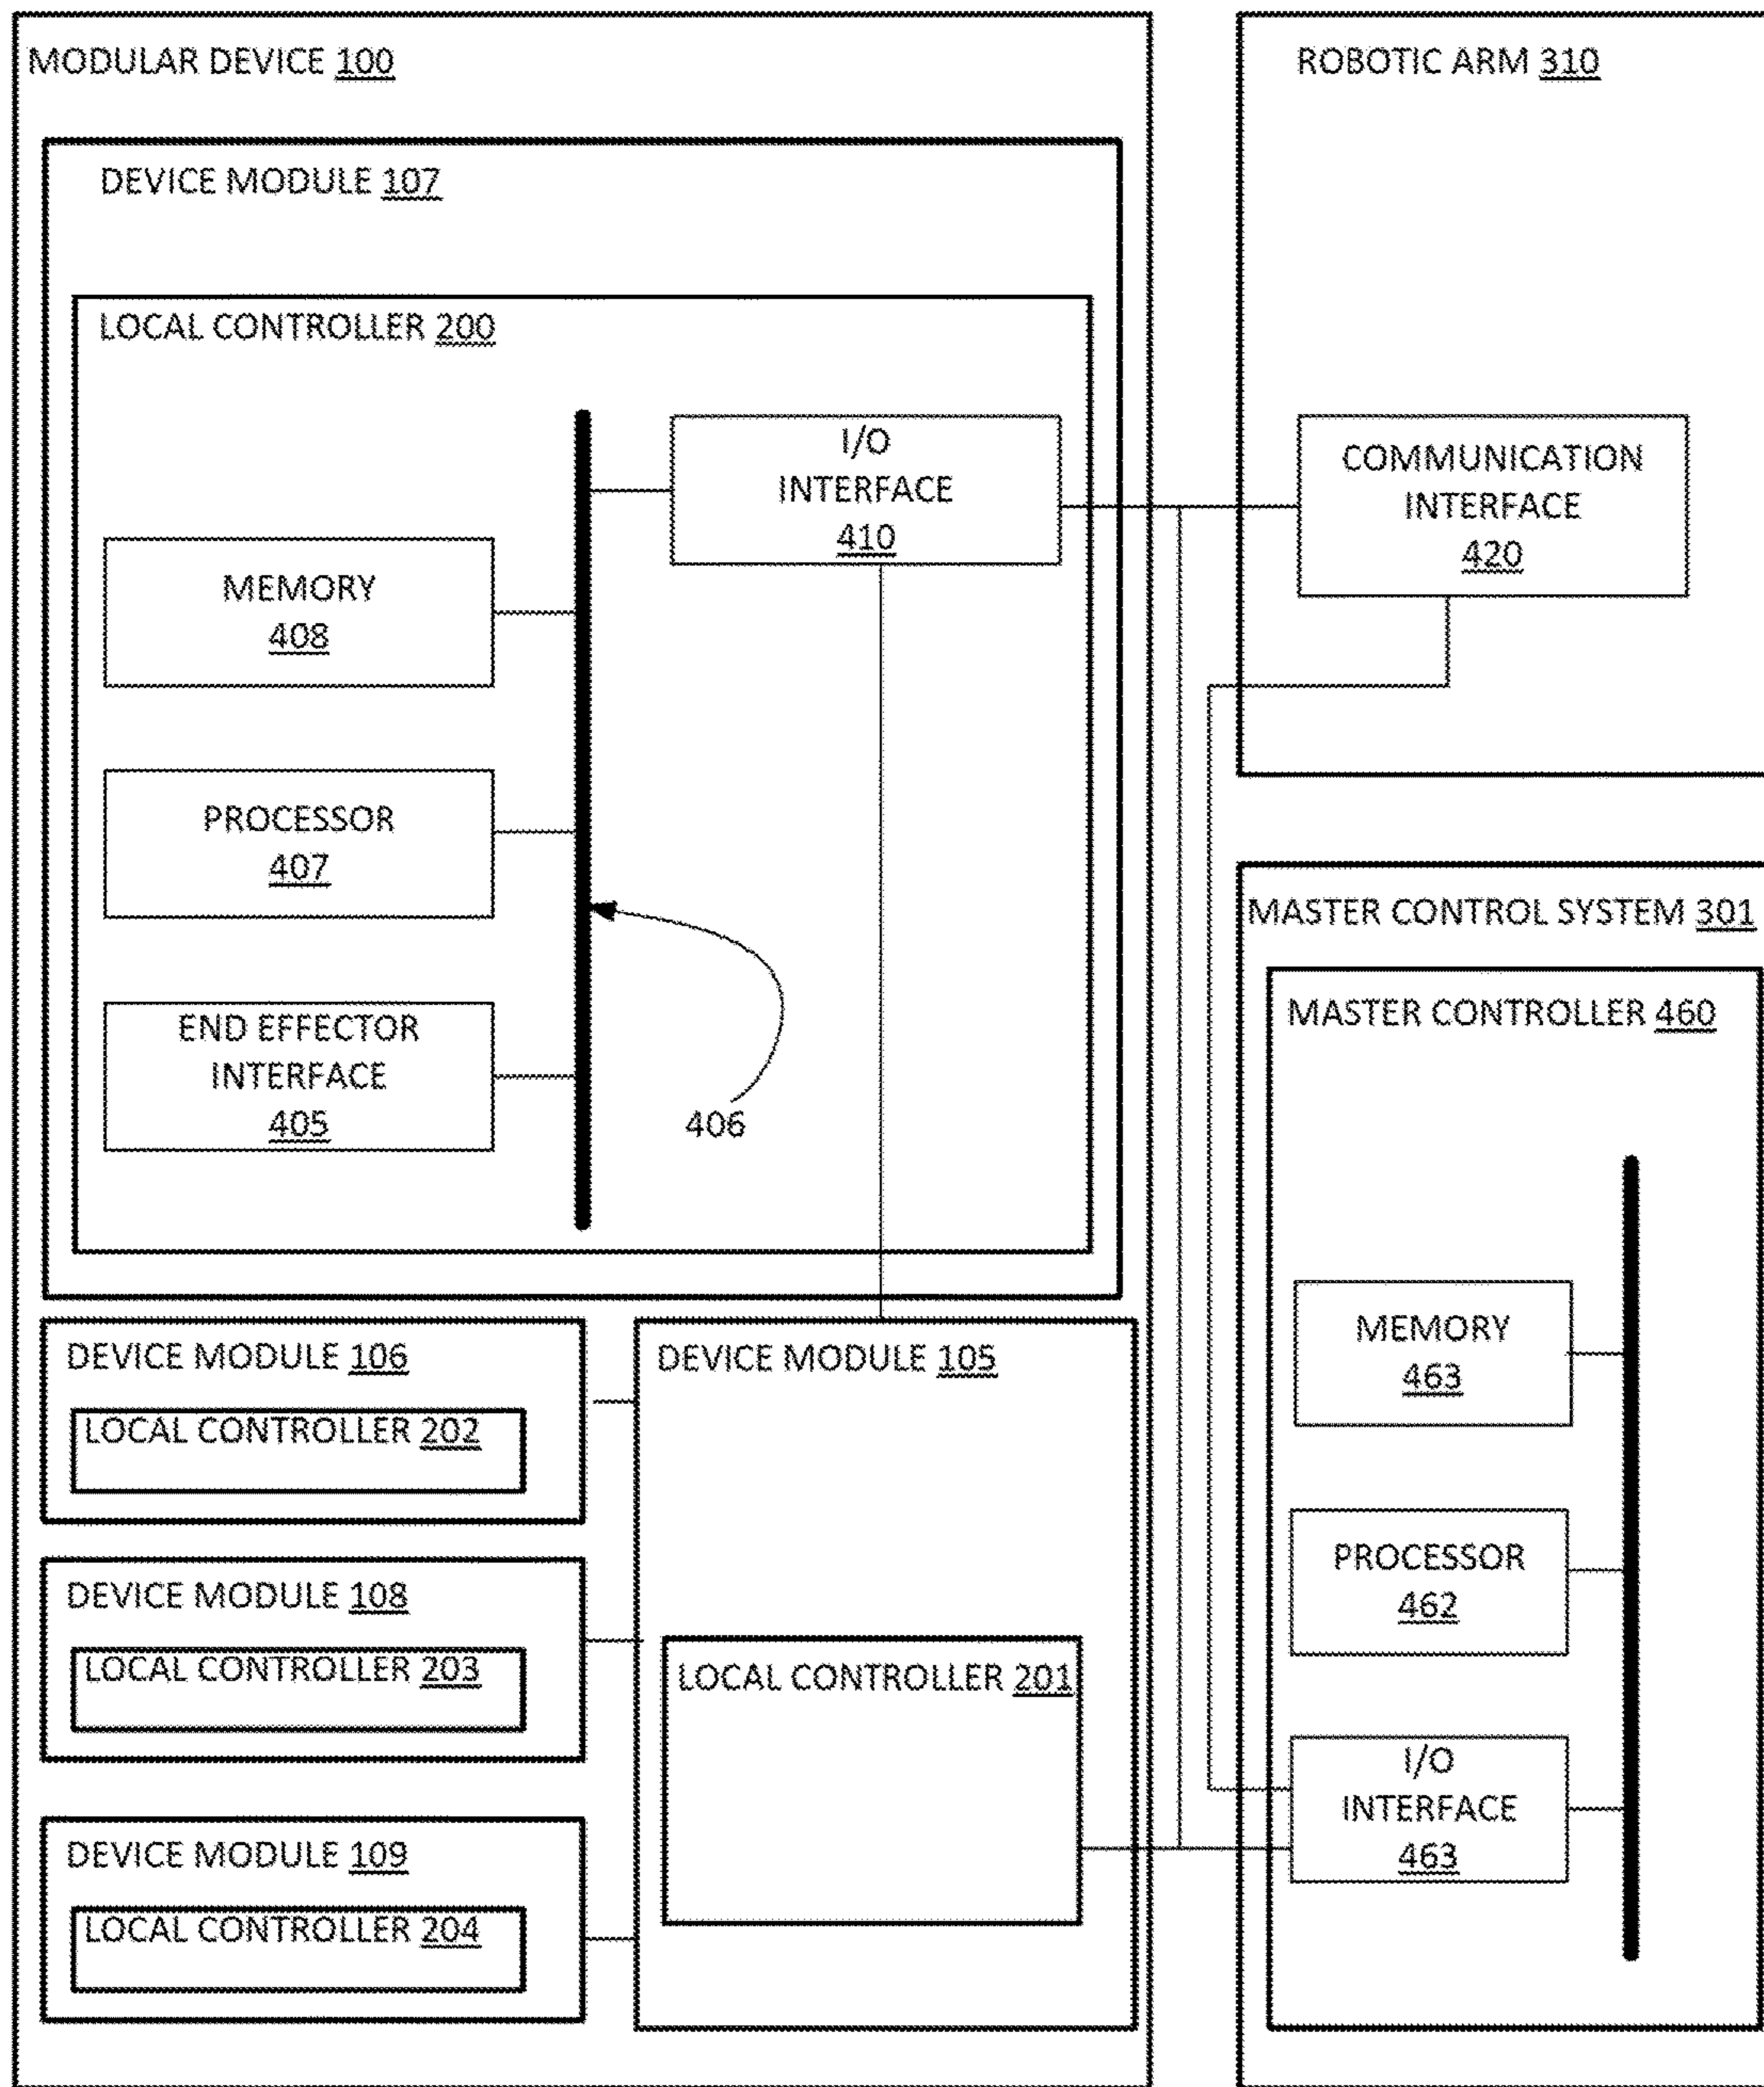 MODULAR DEVICE 100
DEVICE MODULE 107
LOCAL CONTROLLER 200
I/O
INTERFACE
410
MEMORY
408
PROCESSOR
407
END EFFECTOR
INTERFACE
405
406
DEVICE MODULE 106
LOCAL CONTROLLER 202
DEVICE MODULE 108
LOCAL CONTROLLER 203
DEVICE MODULE 109
LOCAL CONTROLLER 204
DEVICE MODULE 105
LOCAL CONTROLLER 201
ROBOTIC ARM 310
COMMUNICATION
INTERFACE
420
MASTER CONTROL SYSTEM 301
MASTER CONTROLLER 460
MEMORY
463
PROCESSOR
462
I/O
INTERFACE
463